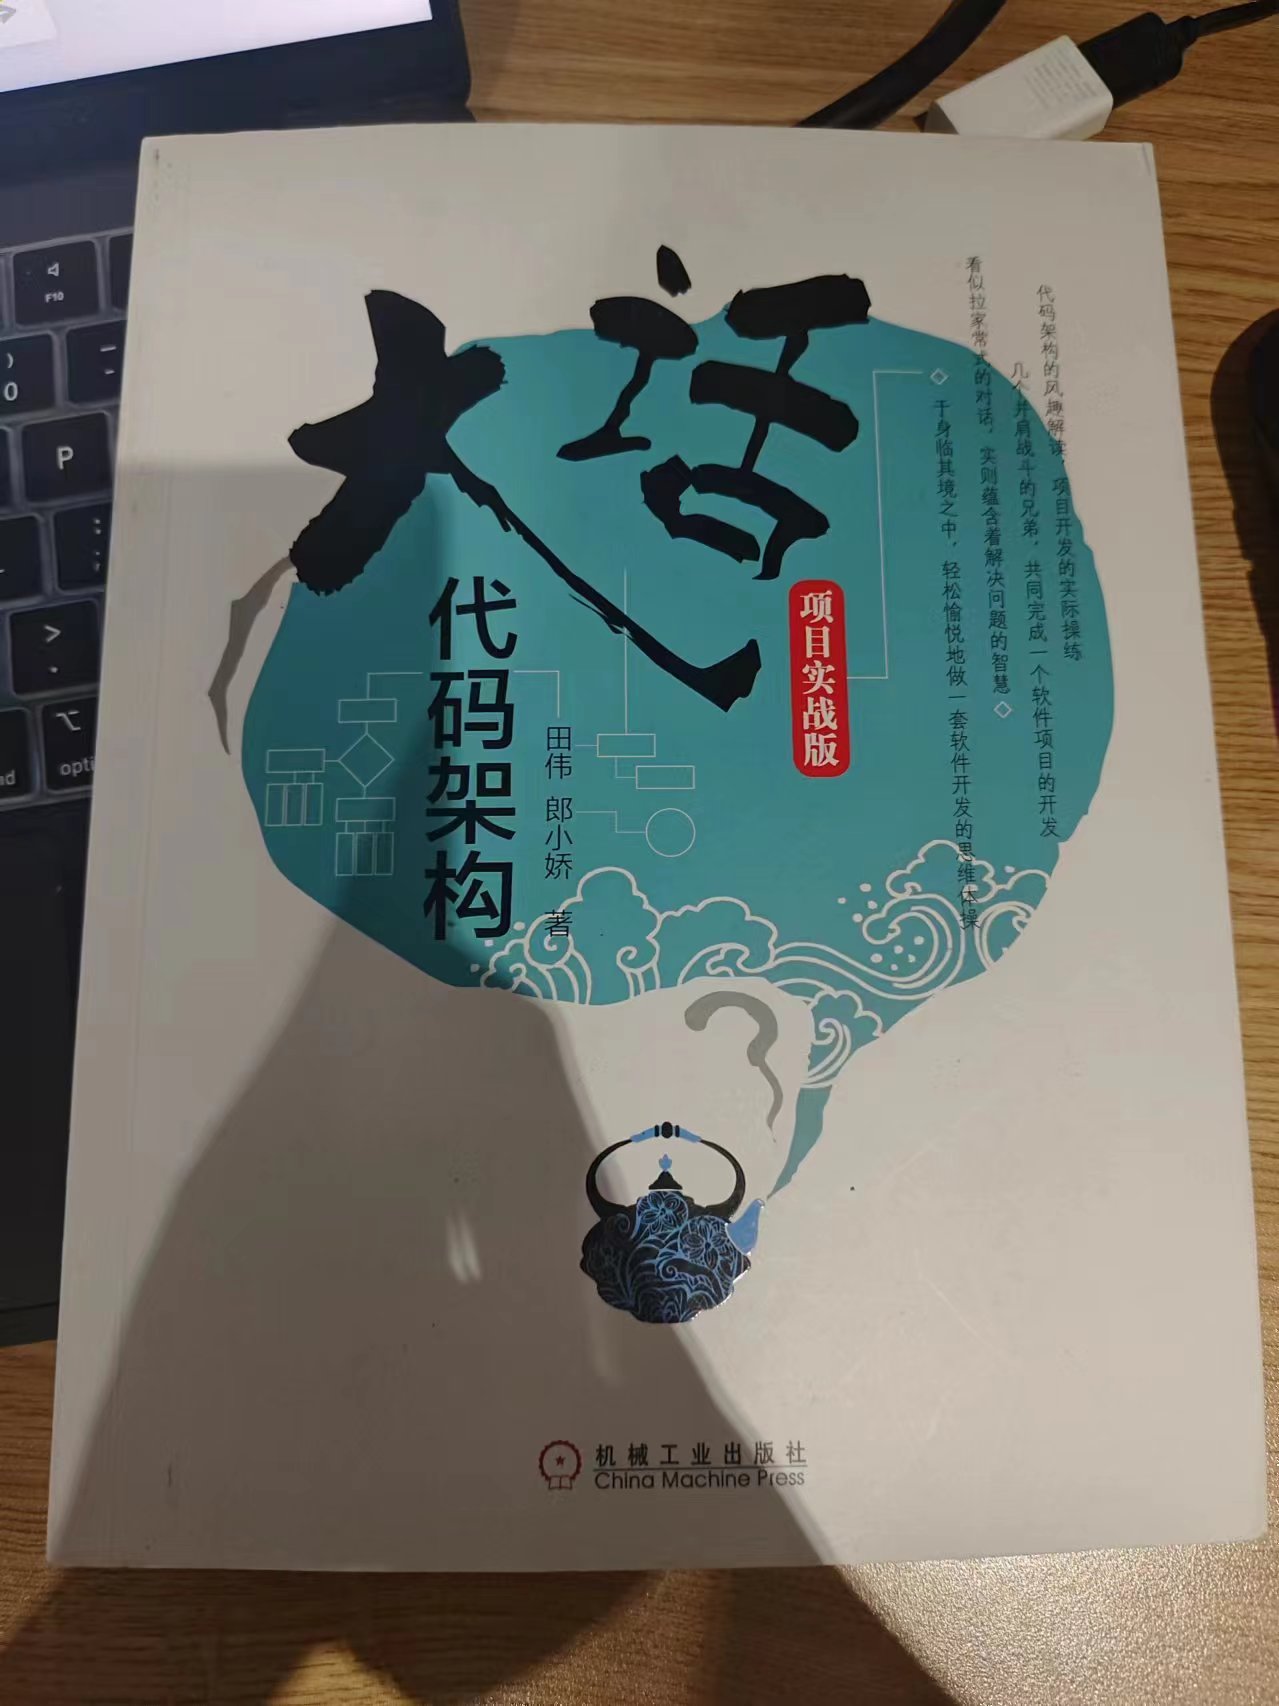 大话
代码架构
项目实战版
田伟 郎小娇 著
代码架构的风趣解读，项目开发的实际操练
几个并肩战斗的兄弟，共同完成一个软件项目的开发
看似拉家常式的对话，实则蕴含着解决问题的智慧
于身临其境之中，轻松愉悦地做一套软件开发的思维体操
机械工业出版社
China Machine Press
F10
)
0
P
:
;
>
.
opti